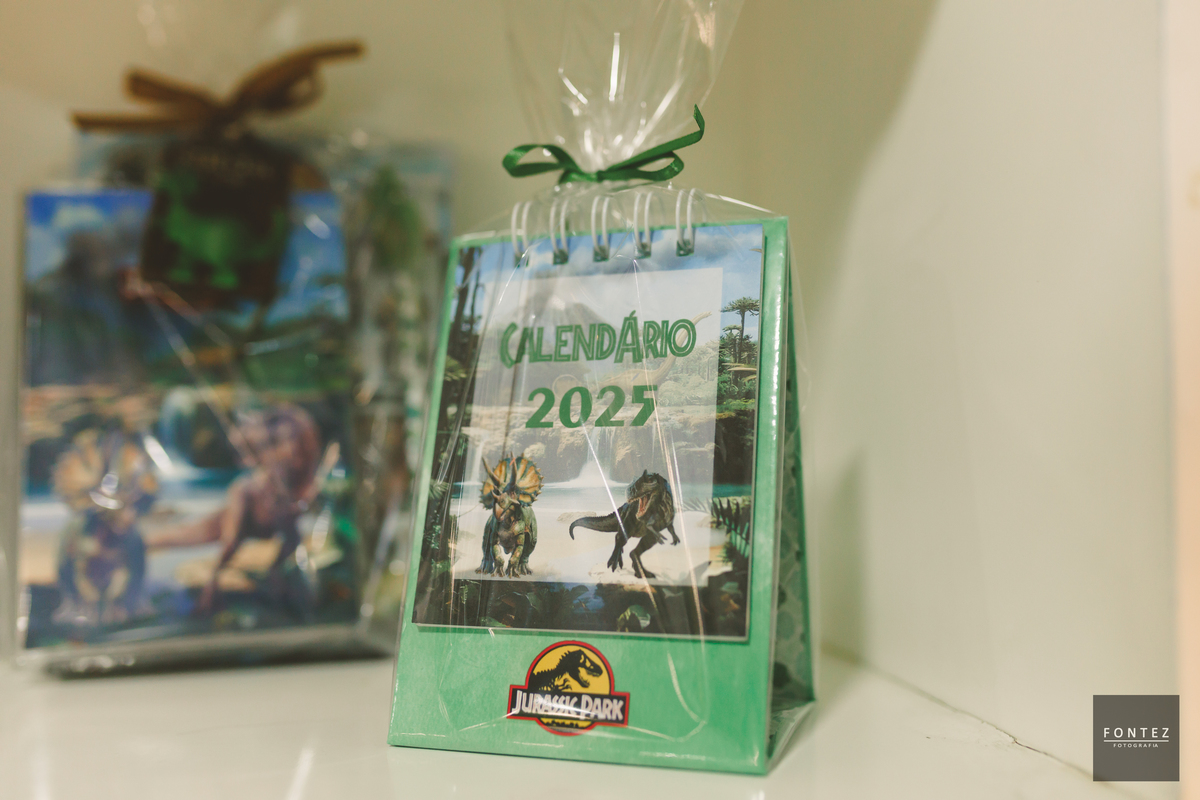 CALENDÁRIO
2025
JURASSIC PARK
FONTEZ
FOTOGRAFIA